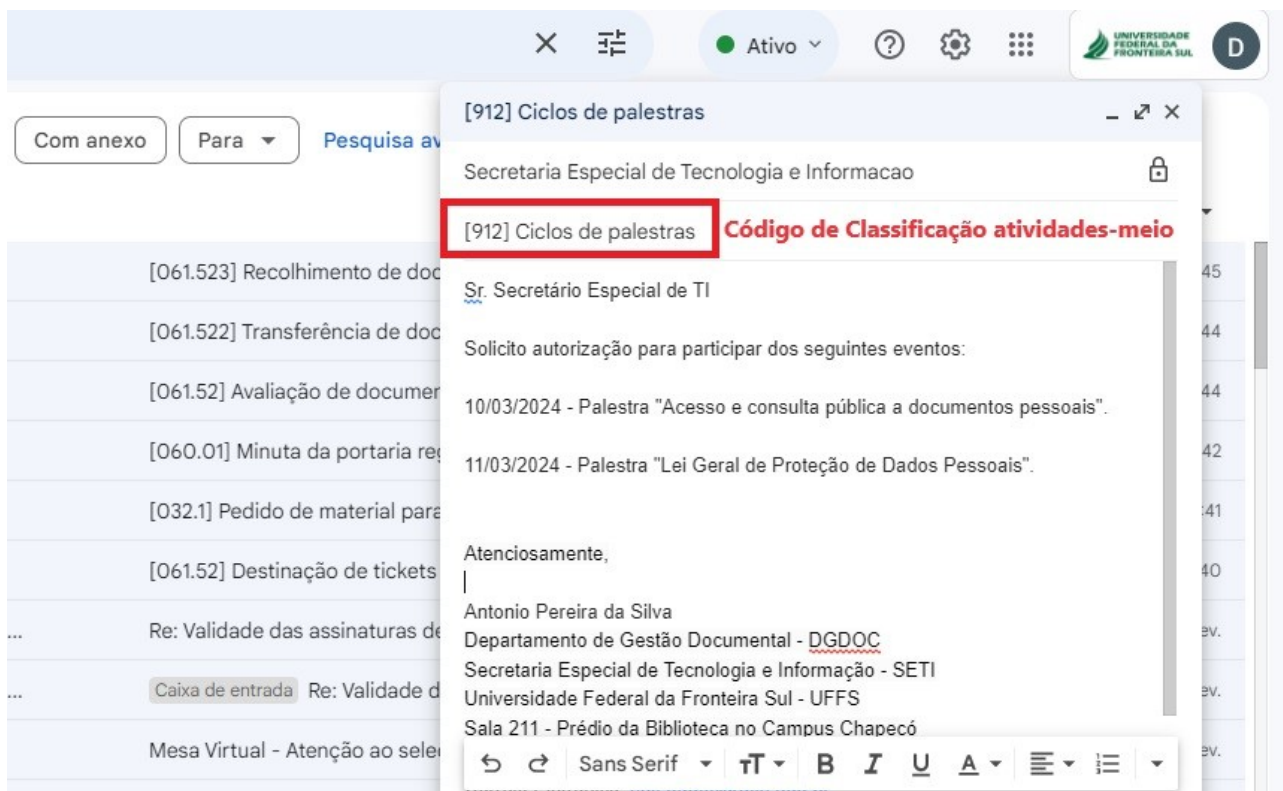 Ativo
UNIVERSIDADE
FEDERAL DA
FRONTEIRA SUL
D
Com anexo
Para
Pesquisa av
[912] Ciclos de palestras
Secretaria Especial de Tecnologia e Informacao
[912] Ciclos de palestras Código de Classificação atividades-meio
[061.523] Recolhimento de doc
45
Sr. Secretário Especial de TI
[061.522] Transferência de doc
44
Solicito autorização para participar dos seguintes eventos:
[061.52] Avaliação de documer
44
10/03/2024 - Palestra "Acesso e consulta pública a documentos pessoais".
[060.01] Minuta da portaria reg
42
11/03/2024 - Palestra "Lei Geral de Proteção de Dados Pessoais".
[032.1] Pedido de material para
:41
Atenciosamente,
[061.52] Destinação de tickets
40
Antonio Pereira da Silva
... Re: Validade das assinaturas de
ev.
Departamento de Gestão Documental - DGDOC
Secretaria Especial de Tecnologia e Informação - SETI
... Caixa de entrada Re: Validade d
ev.
Universidade Federal da Fronteira Sul - UFFS
Sala 211 - Prédio da Biblioteca no Campus Chapecó
Mesa Virtual - Atenção ao sele
ev.
Sans Serif